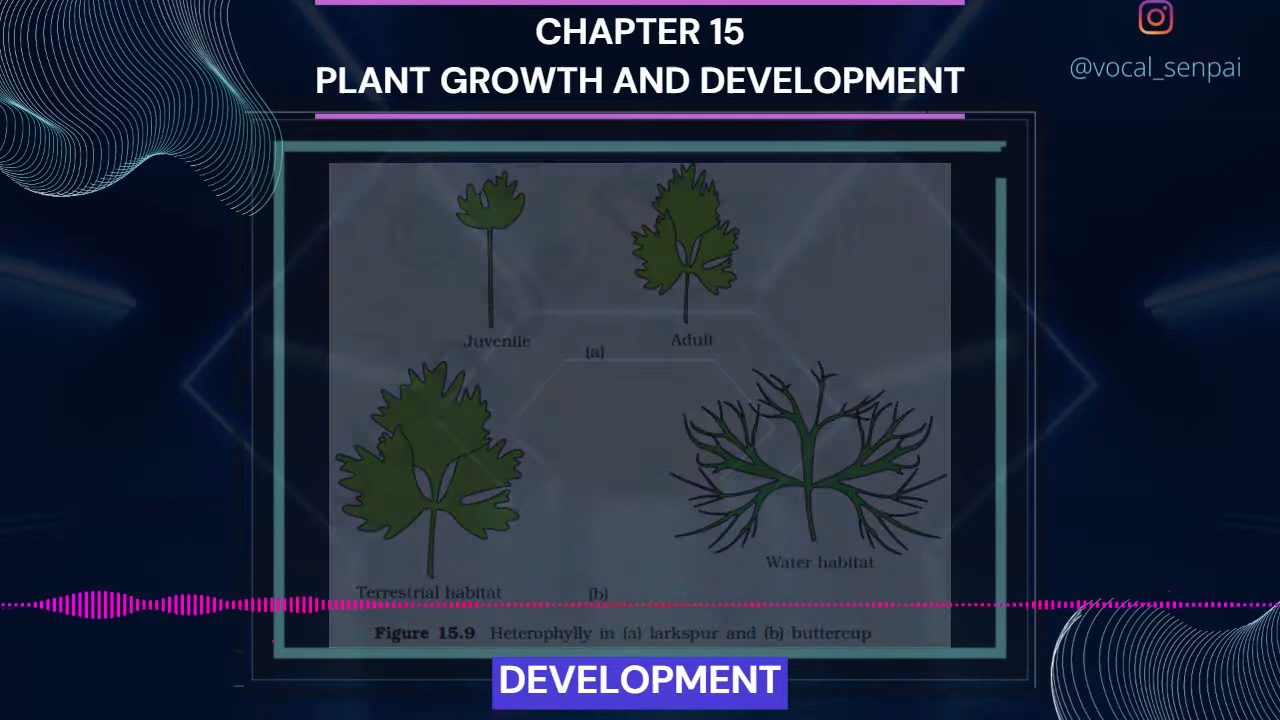 CHAPTER 15
PLANT GROWTH AND DEVELOPMENT
@vocal_senpai
Juvenile
Adult
(a)
Terrestrial habitat
(b)
Water habitat
Figure 15.9 Heterophylly in (a) larkspur and (b) buttercup
DEVELOPMENT